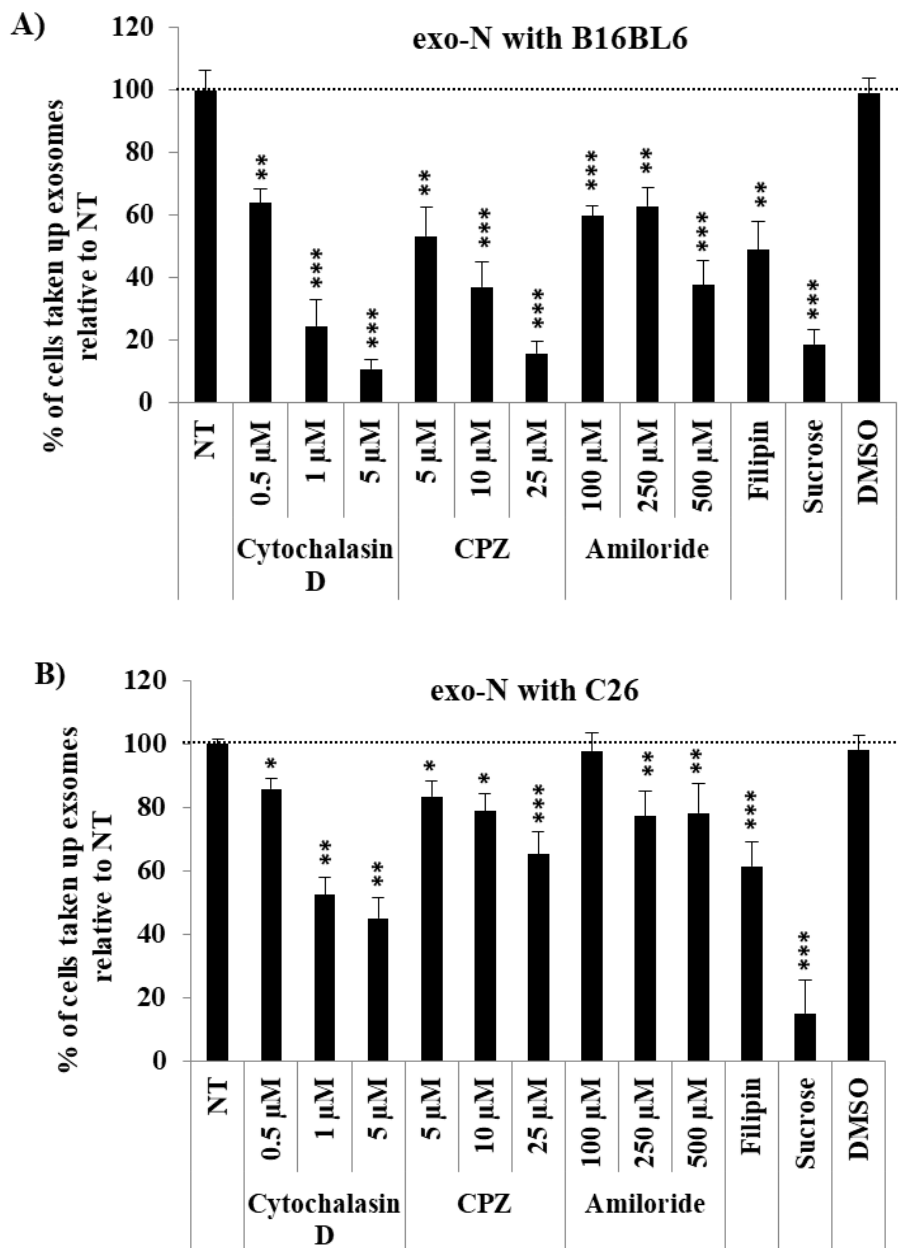 A)
exo-N with B16BL6
% of cells taken up exosomes
relative to NT
120
100
80
60
40
20
0
** *** *** ** *** *** *** ** *** ** ***
NT 0.5 µM 1 µM 5 µM 5 µM 10 µM 25 µM 100 µM 250 µM 500 µM Filipin Sucrose DMSO
Cytochalasin
D
CPZ
Amiloride
B)
exo-N with C26
% of cells taken up exsomes
relative to NT
120
100
80
60
40
20
0
* ** ** * * *** ** ** *** ***
NT 0.5 µM 1 µM 5 µM 5 µM 10 µM 25 µM 100 µM 250 µM 500 µM Filipin Sucrose DMSO
Cytochalasin
D
CPZ
Amiloride